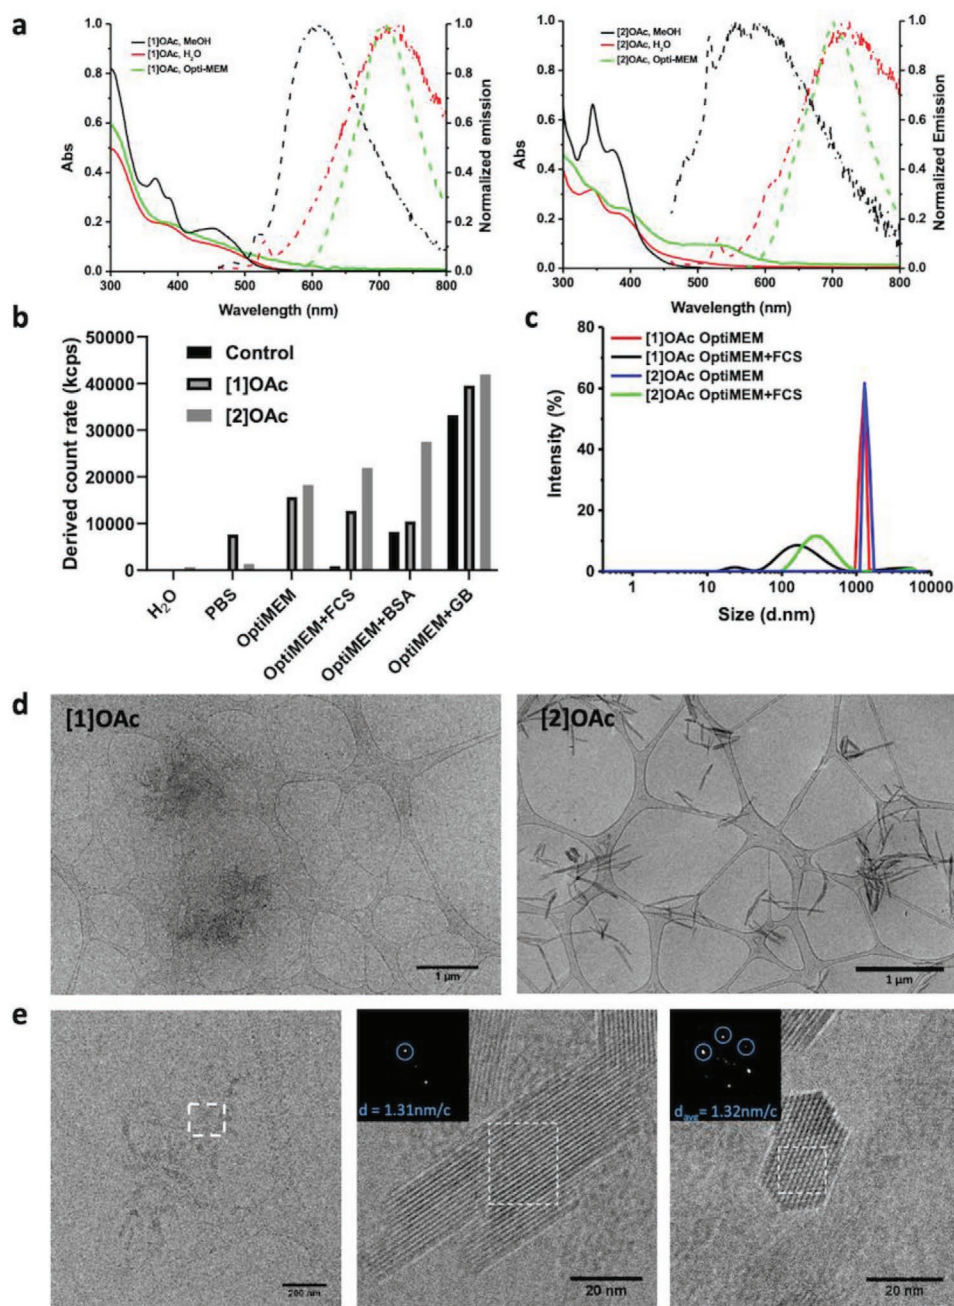 a
[1]OAc, MeOH
[1]OAc, H2O
[1]OAc, Opti-MEM
Abs
1.0
0.8
0.6
0.4
0.2
0.0
300 400 500 600 700 800
Wavelength (nm)
1.0
0.8
0.6
0.4
0.2
0.0
Normalized emission
[2]OAc, MeOH
[2]OAc, H2O
[2]OAc, Opti-MEM
Abs
1.0
0.8
0.6
0.4
0.2
0.0
300 400 500 600 700 800
Wavelength (nm)
1.0
0.8
0.6
0.4
0.2
0.0
Normalized Emission
b
Derived count rate (kcps)
50000
40000
30000
20000
10000
0
Control
[1]OAc
[2]OAc
H2O
PBS
OptiMEM
OptiMEM+FCS
OptiMEM+BSA
OptiMEM+GB
c
Intensity (%)
80
60
40
20
0
[1]OAc OptiMEM
[1]OAc OptiMEM+FCS
[2]OAc OptiMEM
[2]OAc OptiMEM+FCS
1 10 100 1000 10000
Size (d.nm)
d
[1]OAc
1 µm
[2]OAc
1 µm
e
200 nm
d = 1.31nm/c
20 nm
davg= 1.32nm/c
20 nm